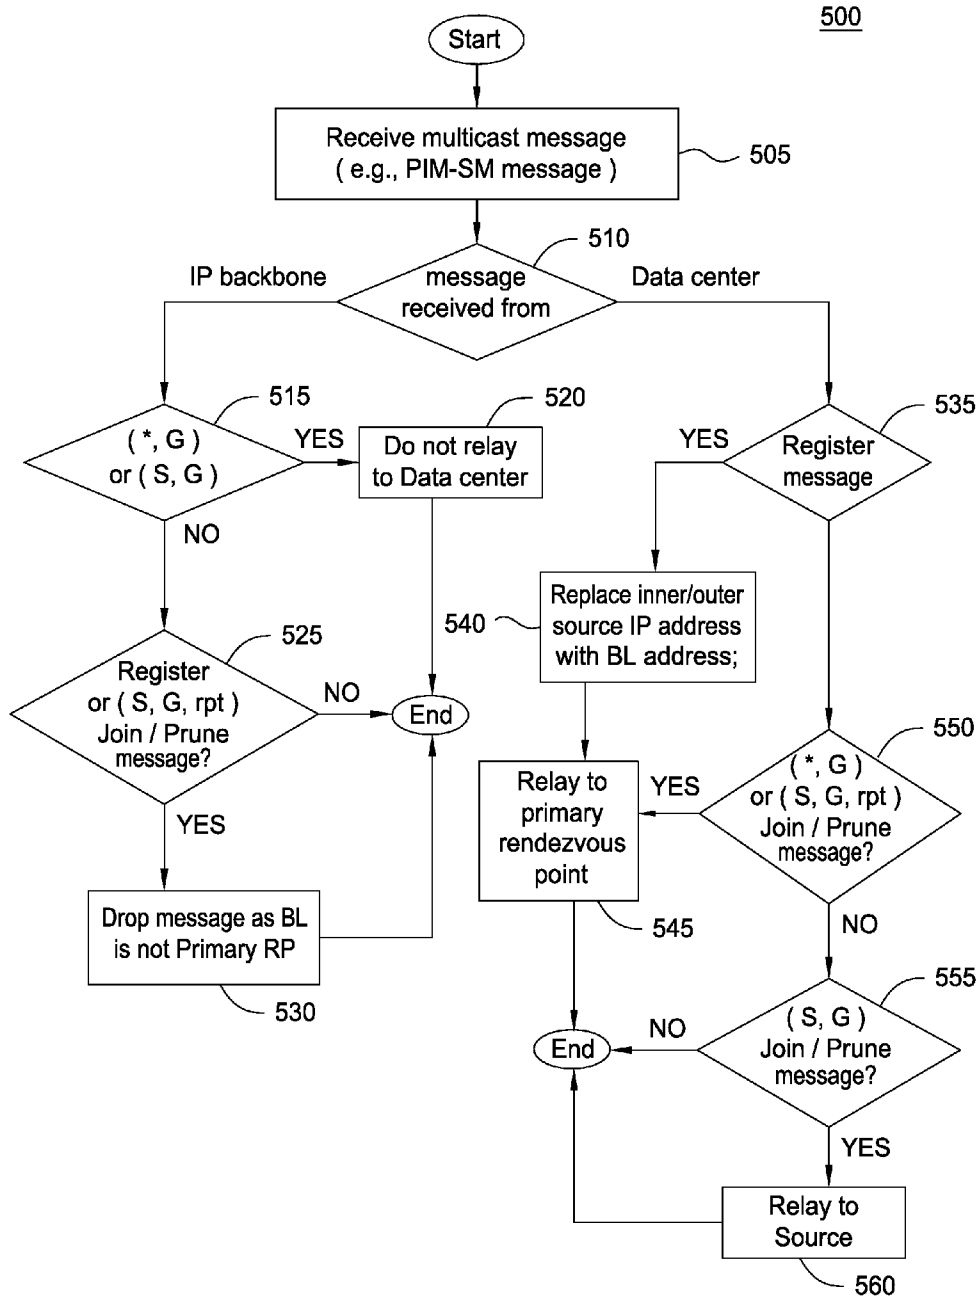 500
Start
Receive multicast message
( e.g., PIM-SM message )
505
510
message
received from
IP backbone
Data center
515
( *, G )
or ( S, G )
YES
NO
520
Do not relay
to Data center
525
Register
or ( S, G, rpt )
Join / Prune
message?
NO
YES
End
Drop message as BL
is not Primary RP
530
535
Register
message
YES
540
Replace inner/outer
source IP address
with BL address;
550
( *, G )
or ( S, G, rpt )
Join / Prune
message?
YES
NO
Relay to
primary
rendezvous
point
545
555
( S, G )
Join / Prune
message?
NO
YES
End
Relay to
Source
560